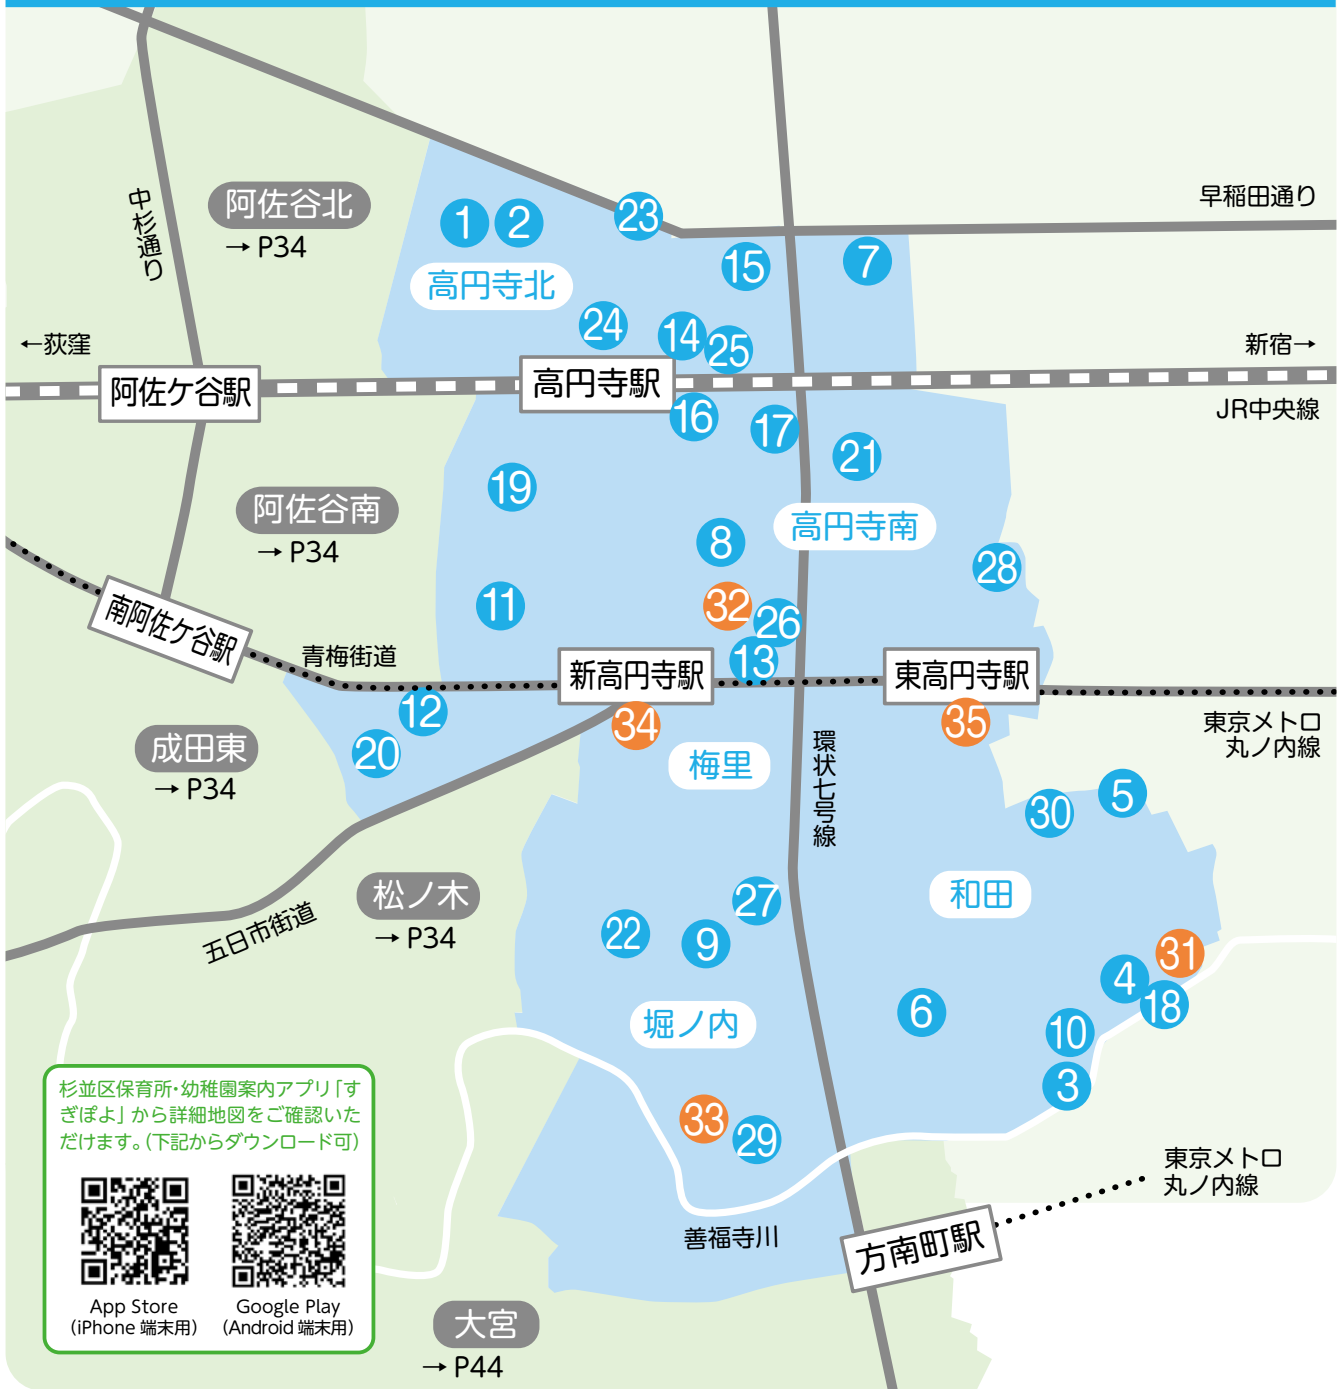 中杉通り
阿佐谷北
→ P34
1
2
23
早稲田通り
15
7
高円寺北
24
14
25
←荻窪
新宿→
阿佐ケ谷駅
高円寺駅
JR中央線
16
17
21
19
阿佐谷南
→ P34
高円寺南
8
28
11
32
26
南阿佐ケ谷駅
青梅街道
13
新高円寺駅
東高円寺駅
12
34
35
東京メトロ
丸ノ内線
成田東
→ P34
20
梅里
環状七号線
5
30
松ノ木
→ P34
和田
27
五日市街道
22
9
31
4
18
6
堀ノ内
10
3
杉並区保育所・幼稚園案内アプリ「す
ぎぽよ」から詳細地図をご確認いた
だけます。(下記からダウンロード可)
33
29
東京メトロ
丸ノ内線
善福寺川
方南町駅
App Store
(iPhone 端末用)
Google Play
(Android 端末用)
大宮
→ P44